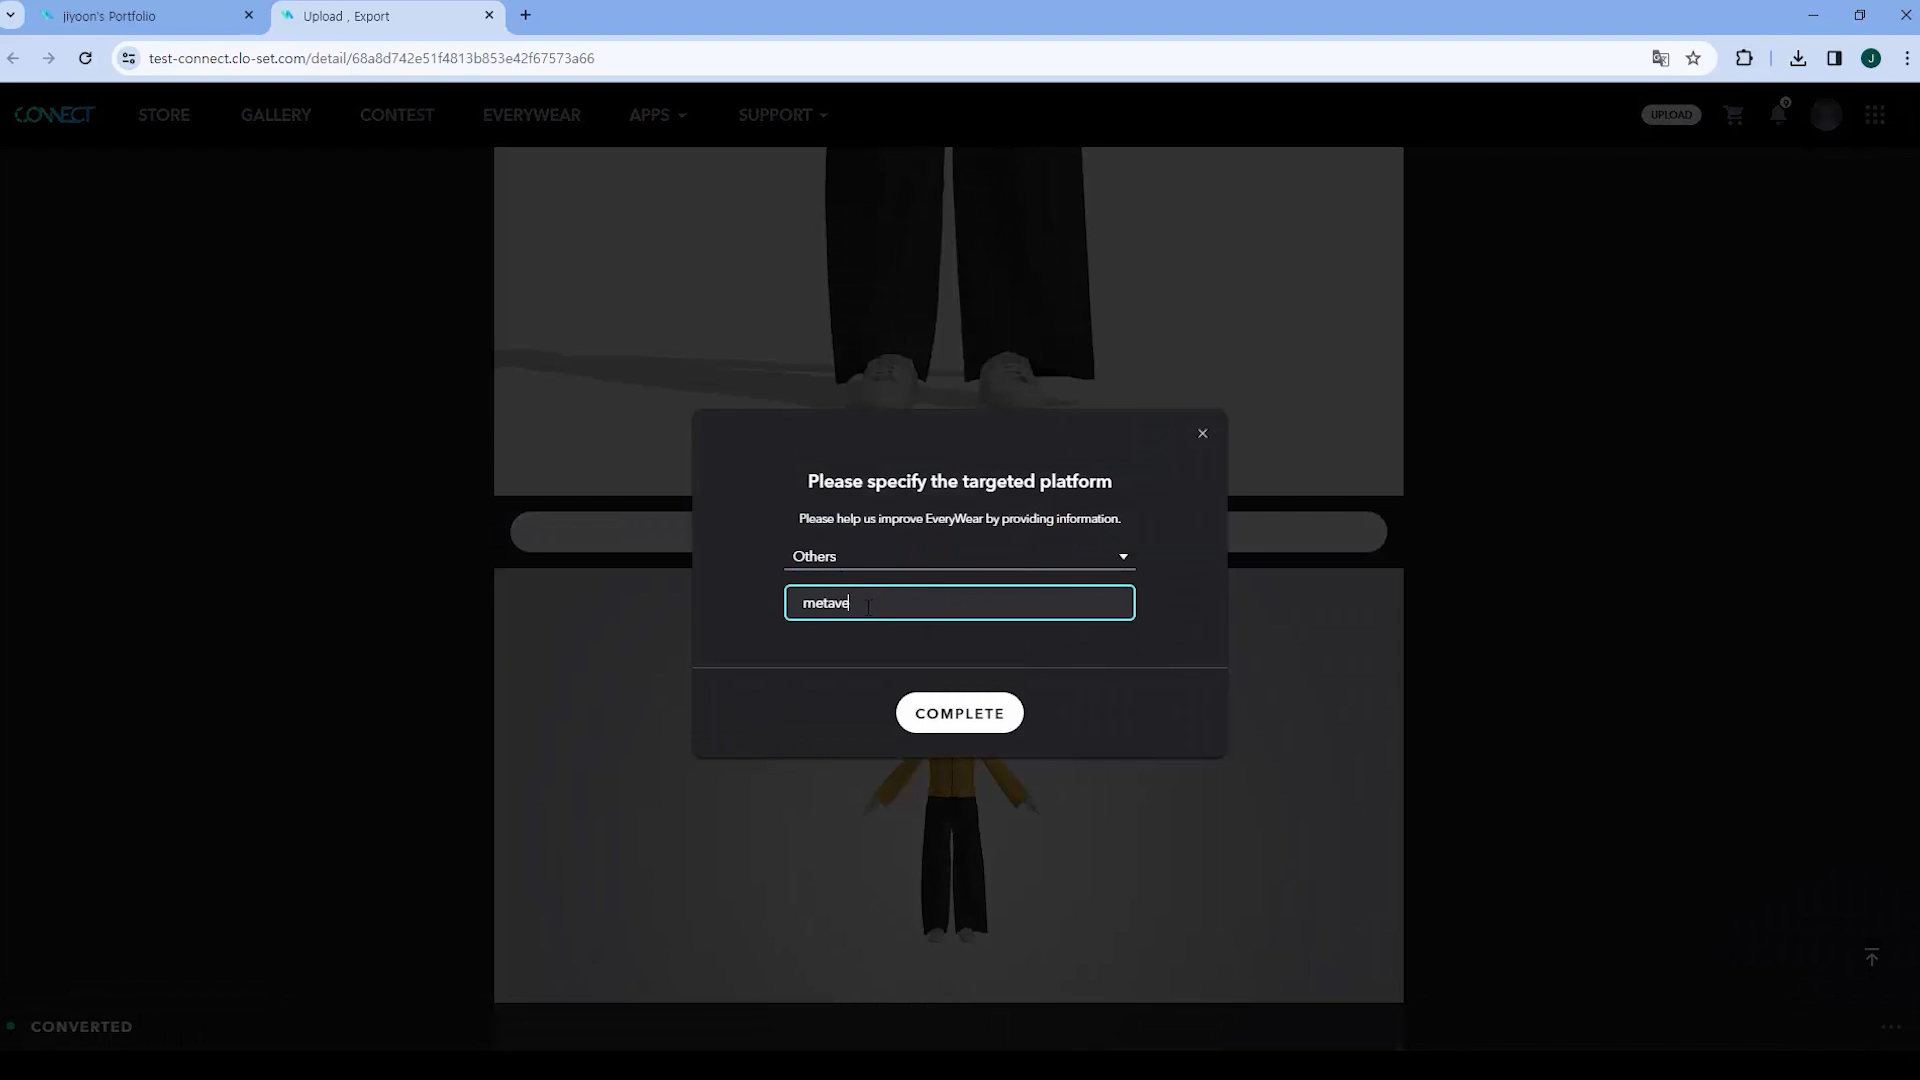 jiyoon's Portfolio
Upload , Export
test-connect.clo-set.com/detail/68a8d742e51f4813b853e42f67573a66
J
CONNECT
STORE
GALLERY
CONTEST
EVERYWEAR
APPS
SUPPORT
UPLOAD
0
Please specify the targeted platform
Please help us improve EveryWear by providing information.
Others
metave
COMPLETE
CONVERTED